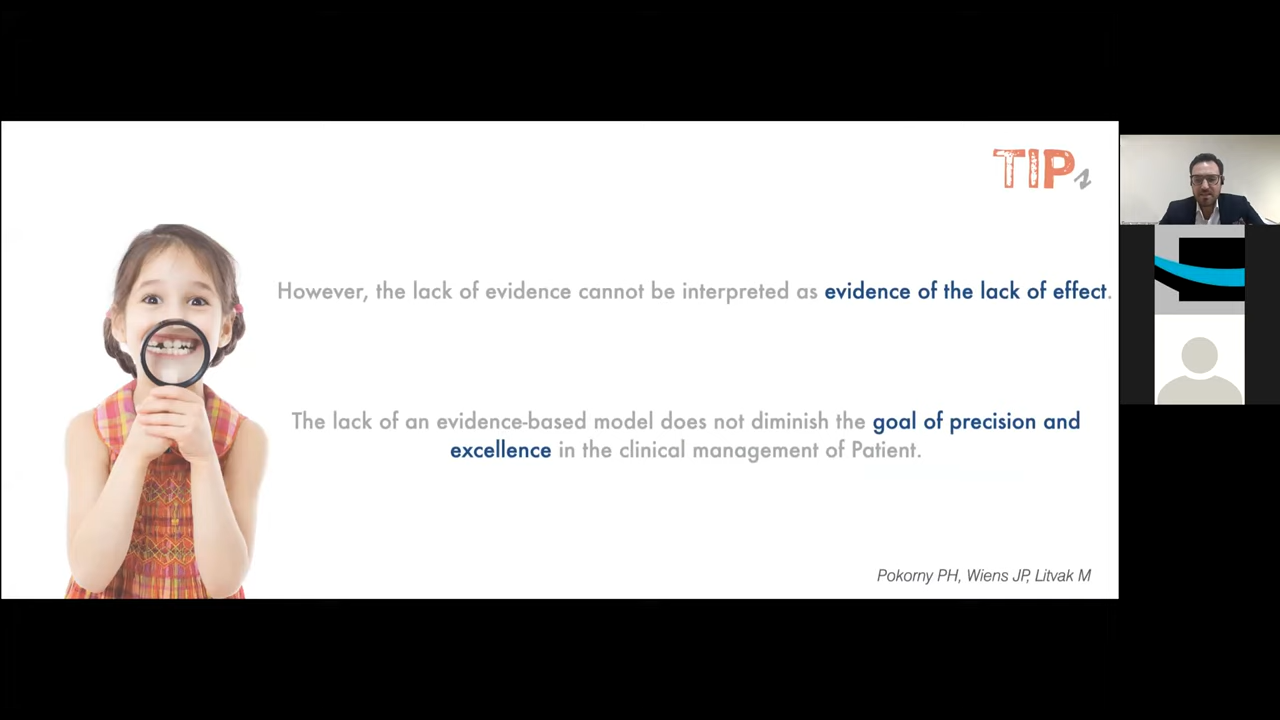 TIPs
However, the lack of evidence cannot be interpreted as evidence of the lack of effect.
The lack of an evidence-based model does not diminish the goal of precision and
excellence in the clinical management of Patient.
Pokorny PH, Wiens JP, Litvak M